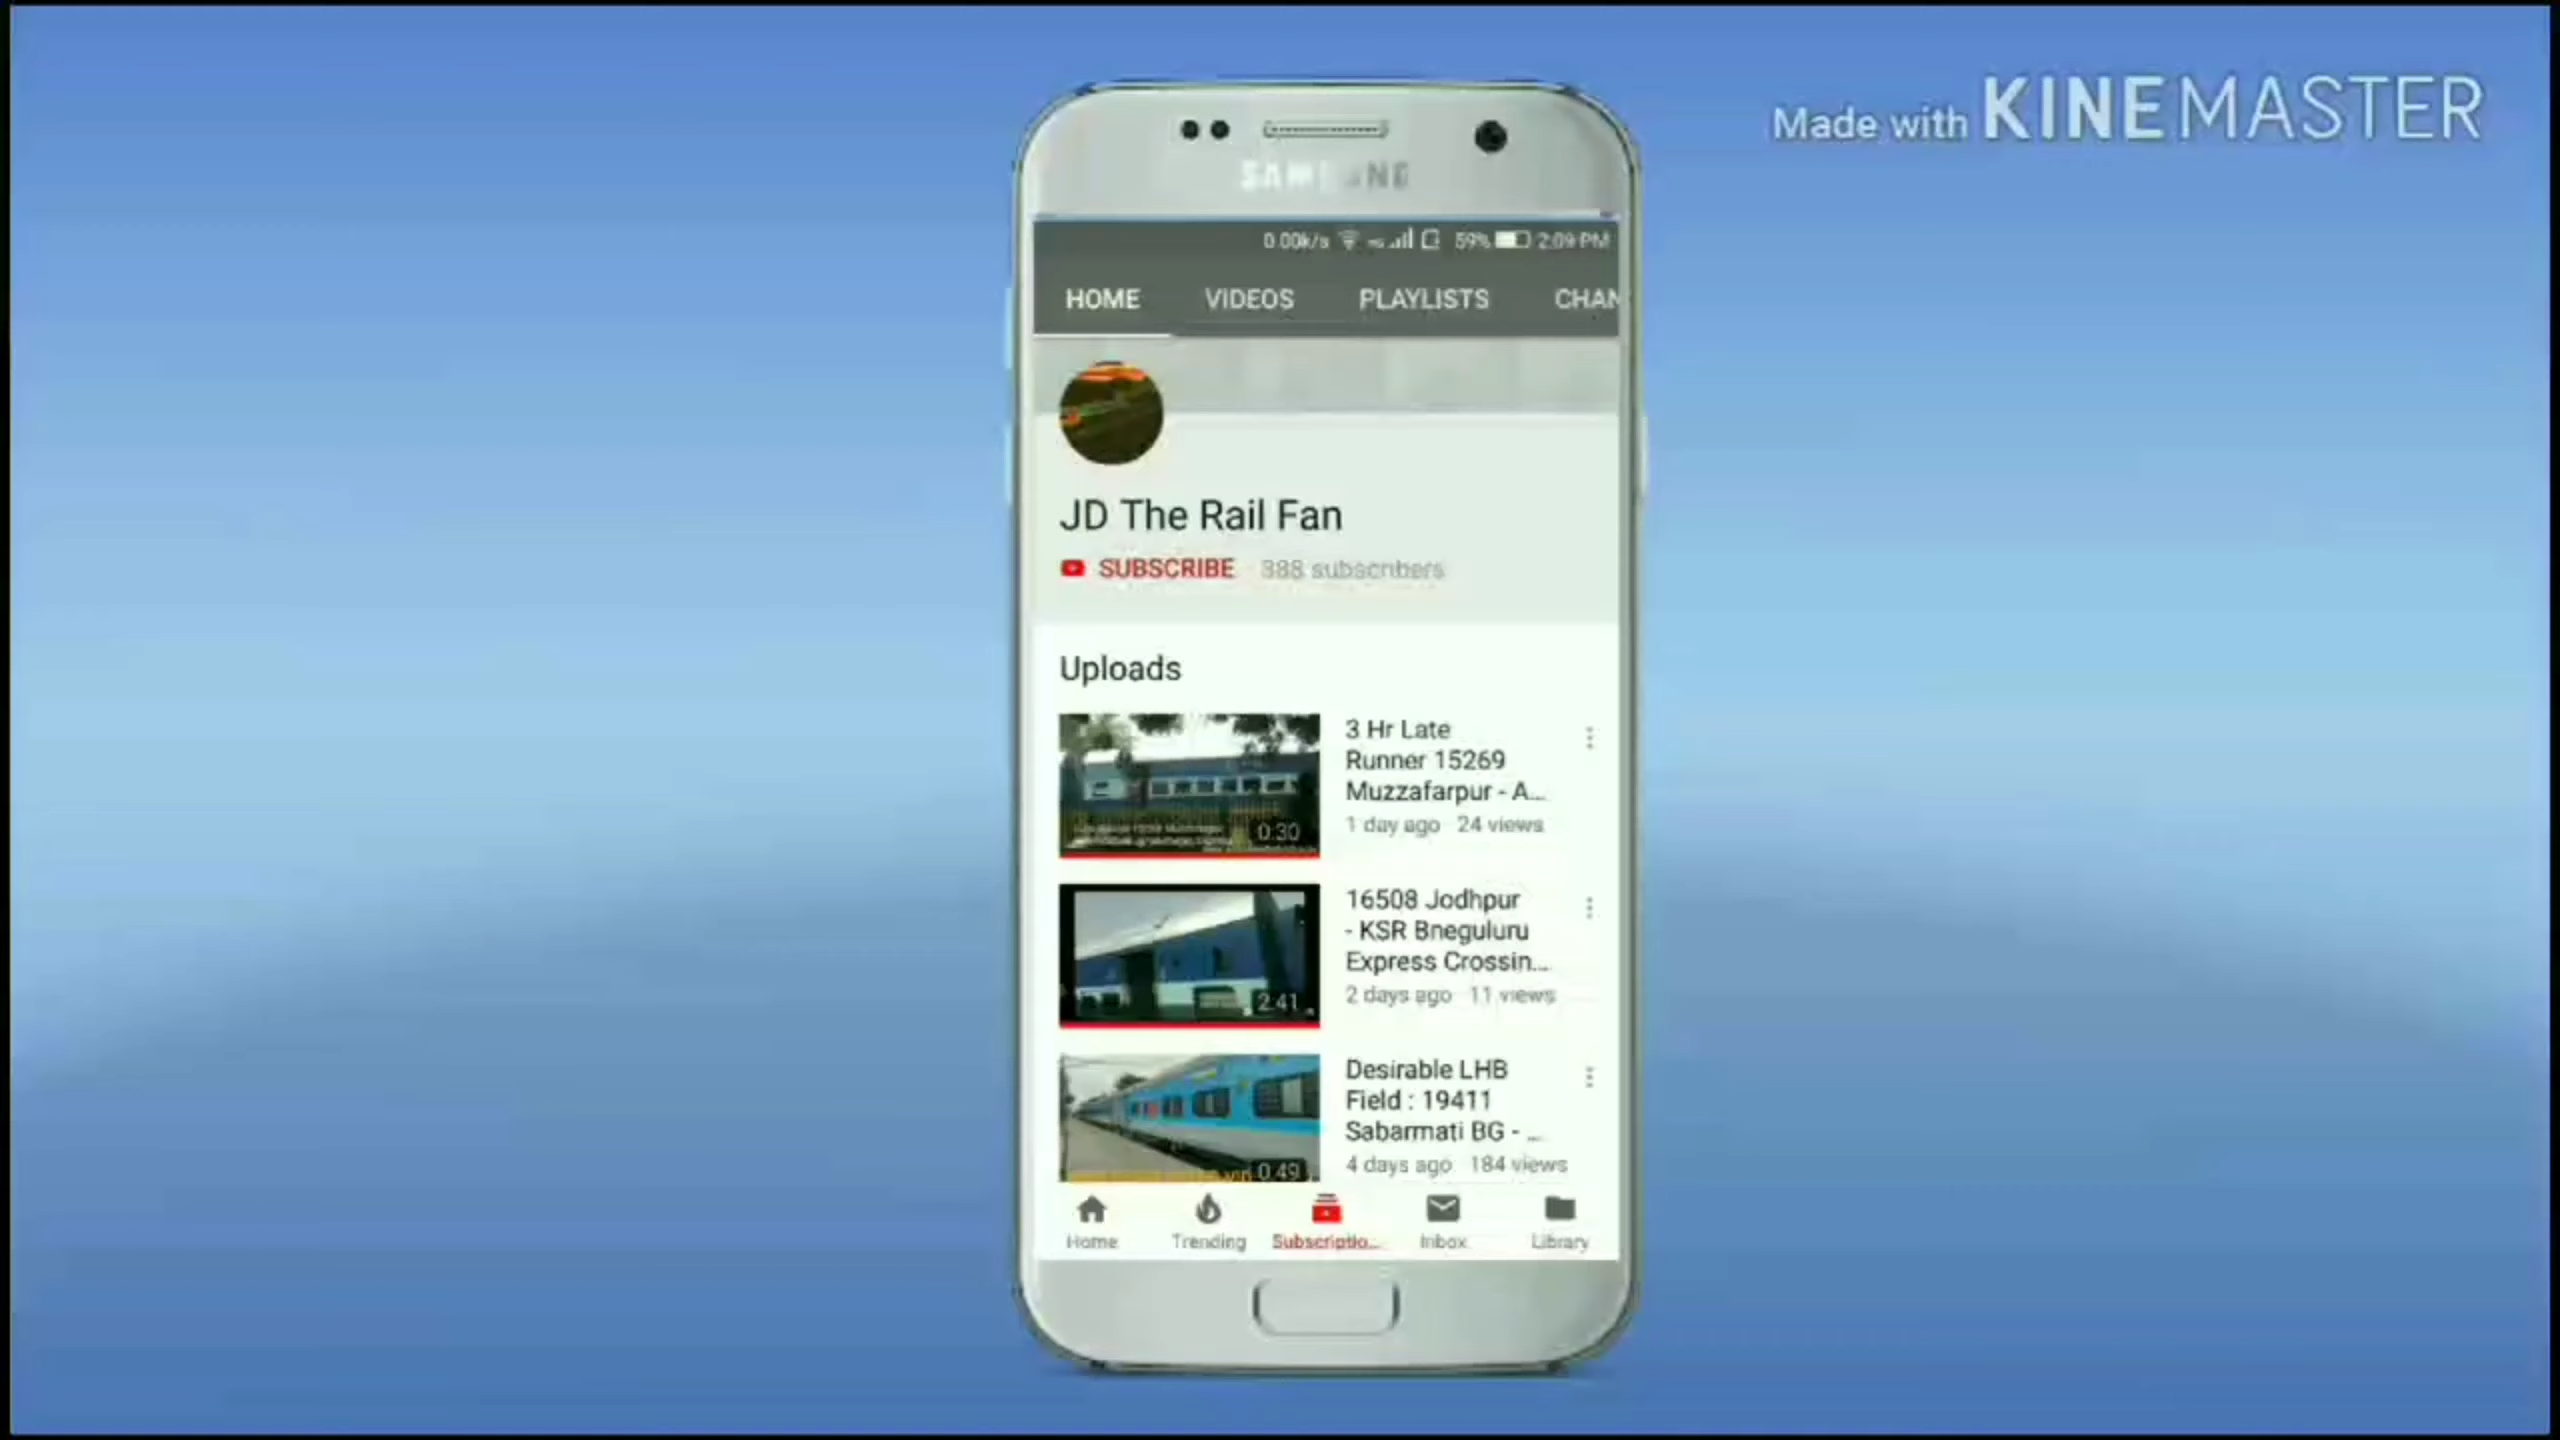 Made with KINEMASTER
SAMSUNG
0.00k/s 59% 2:09 PM
HOME VIDEOS PLAYLISTS CHAN
JD The Rail Fan
SUBSCRIBE 388 subscribers
Uploads
3 Hr Late
Runner 15269
Muzzafarpur - A...
1 day ago 24 views
0:30
16508 Jodhpur
- KSR Bneguluru
Express Crossin...
2 days ago 11 views
2:41
Desirable LHB
Field : 19411
Sabarmati BG - ...
4 days ago 184 views
0:49
Home Trending Subscriptio... Inbox Library